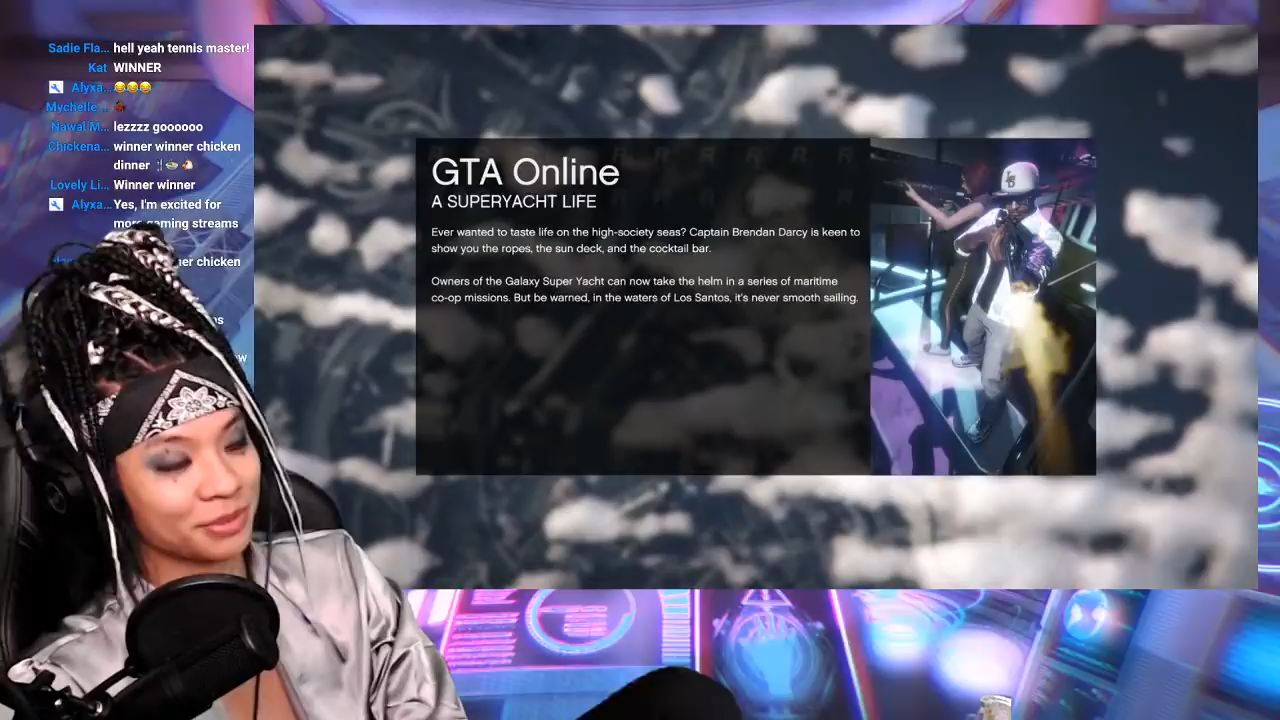 Sadie Fla... hell yeah tennis master!
Kat WINNER
Alyxa... 😂😂😂
Mychelle...
Nawal M... lezzzz goooooo
Chickena... winner winner chicken
dinner 🍴🍲🐔
Lovely Li... Winner winner
Alyxa... Yes, I'm excited for
more gaming streams
chicken
GTA Online
A SUPERYACHT LIFE
Ever wanted to taste life on the high-society seas? Captain Brendan Darcy is keen to
show you the ropes, the sun deck, and the cocktail bar.
Owners of the Galaxy Super Yacht can now take the helm in a series of maritime
co-op missions. But be warned, in the waters of Los Santos, it's never smooth sailing.